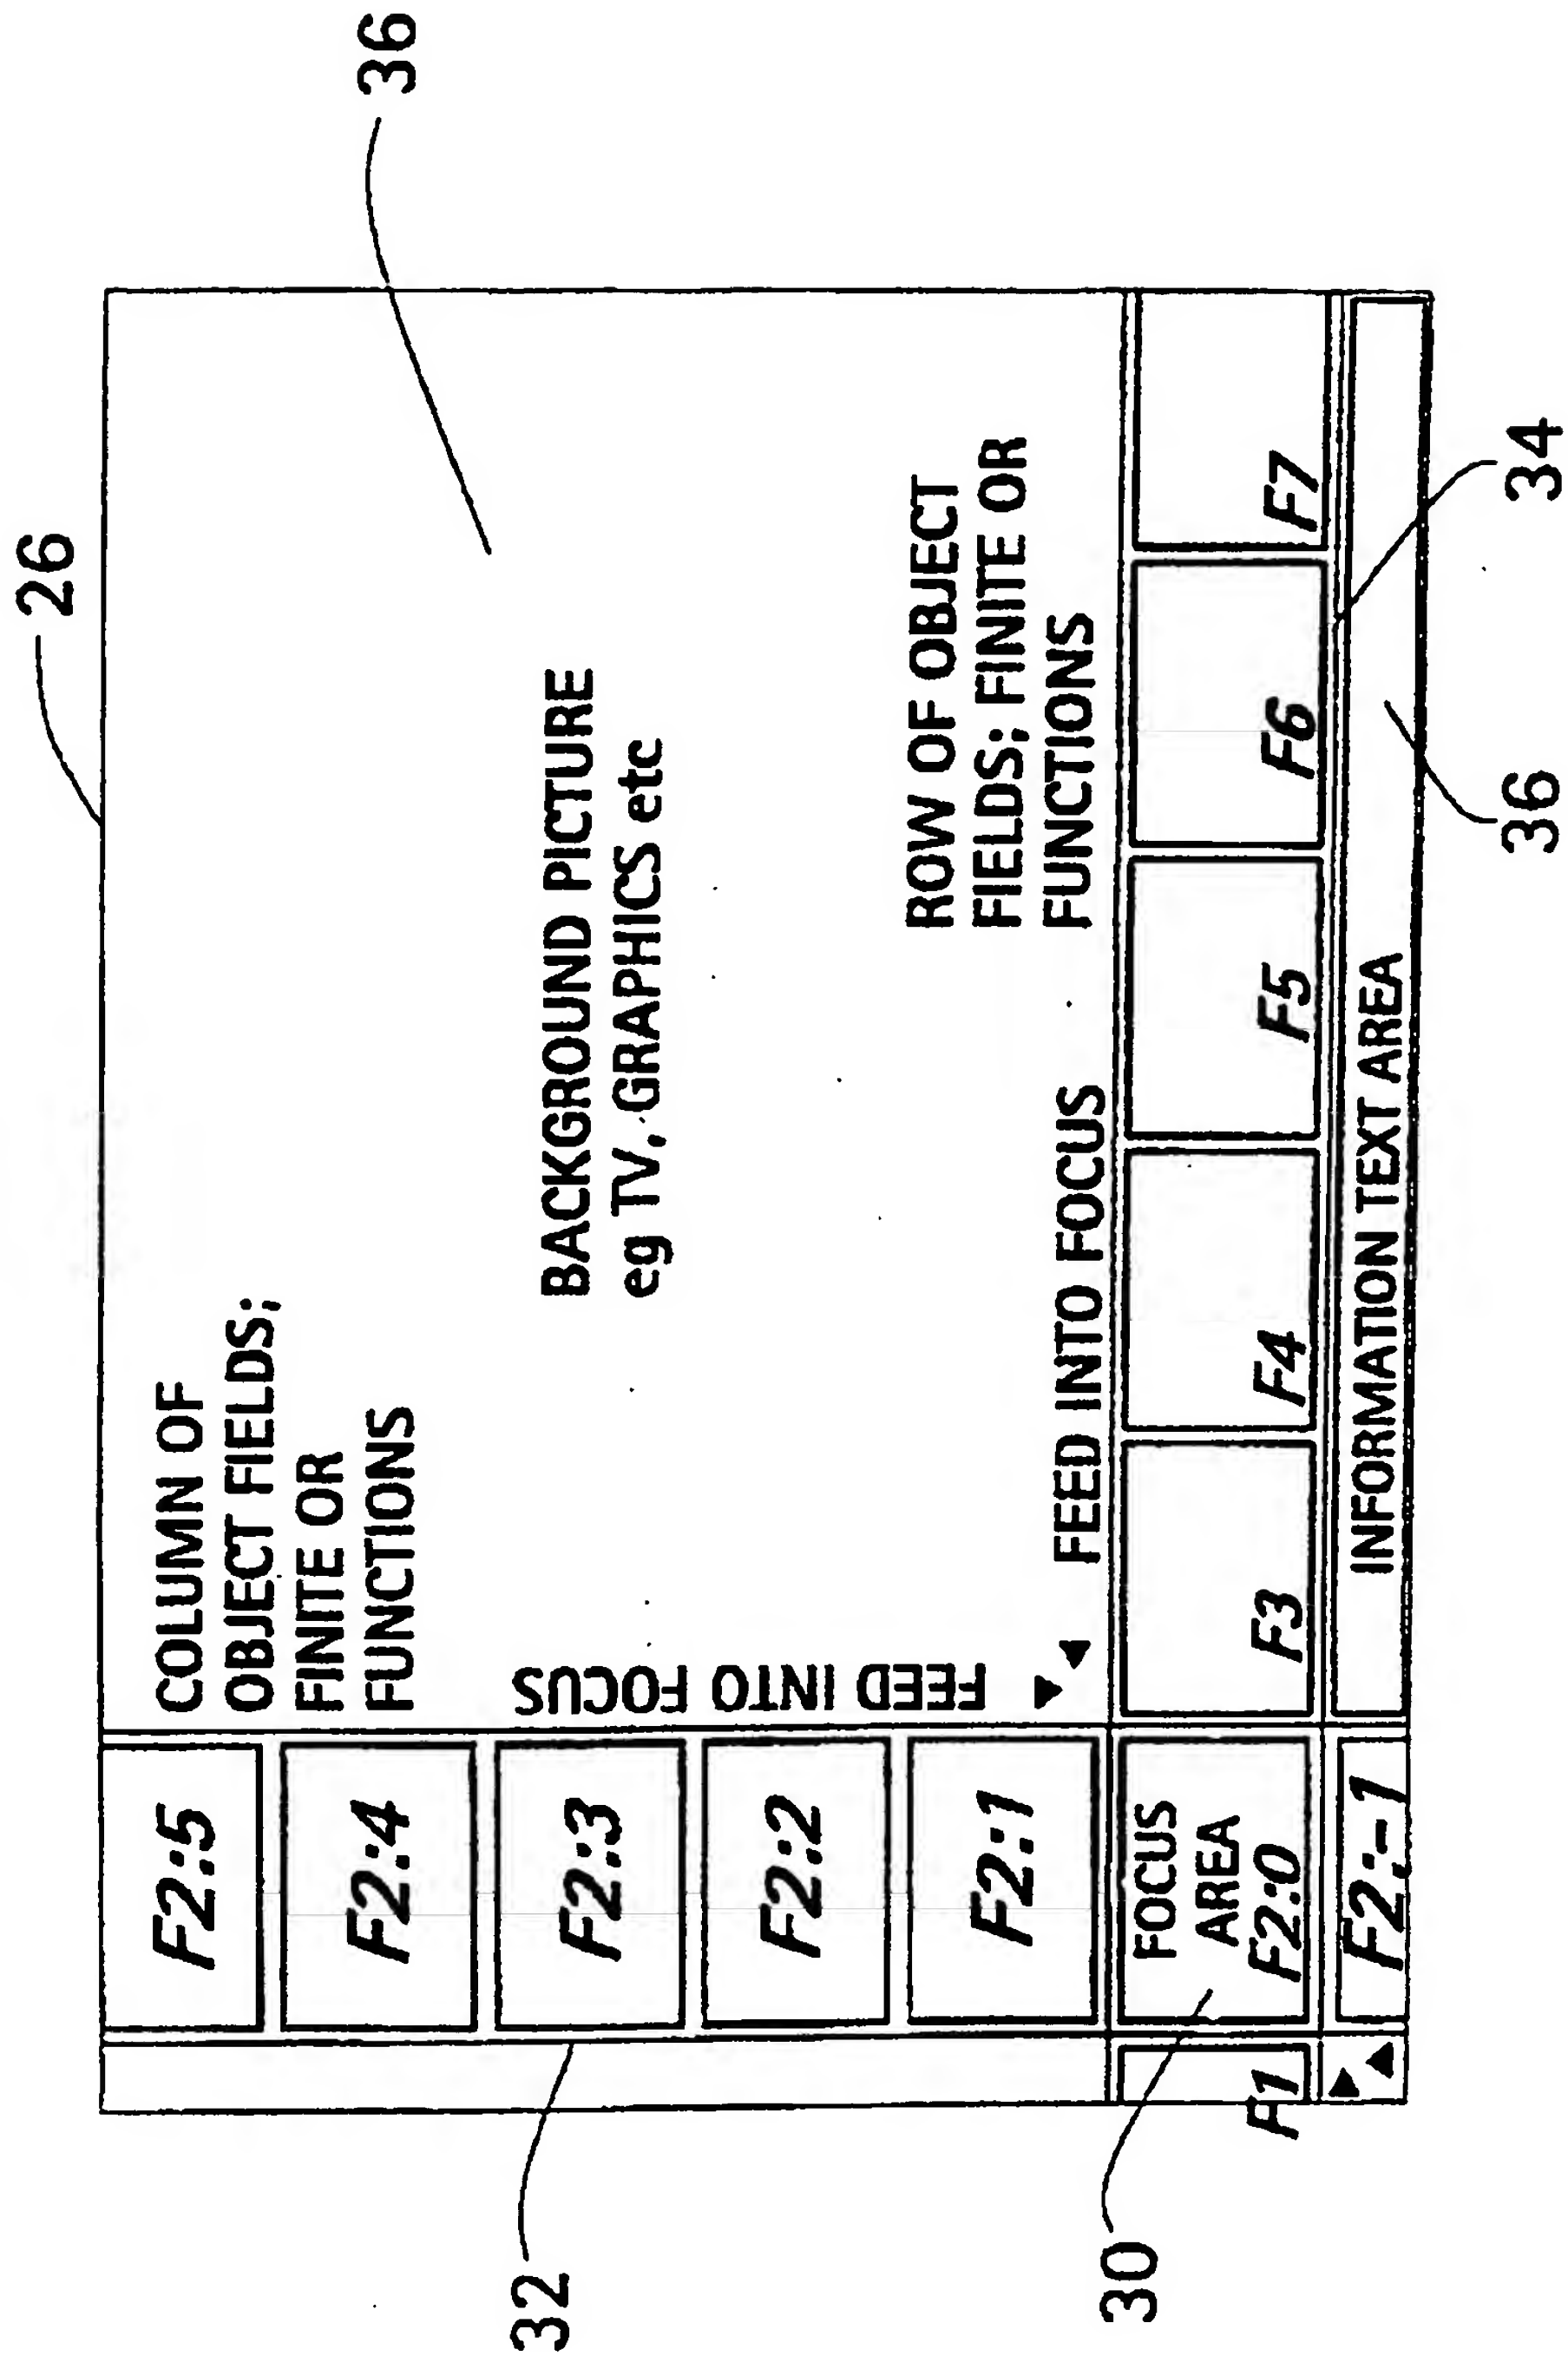 26
36
COLUMN OF
OBJECT FIELDS;
FINITE OR
FUNCTIONS
F2:5
F2:4
F2:3
F2:2
F2:1
32
BACKGROUND PICTURE
eg TV, GRAPHICS etc
FEED INTO FOCUS
ROW OF OBJECT
FIELDS; FINITE OR
FUNCTIONS
FEED INTO FOCUS
30
F1
FOCUS
AREA
F2:0
F3
F4
F5
F6
F7
F2:-1
INFORMATION TEXT AREA
36
34